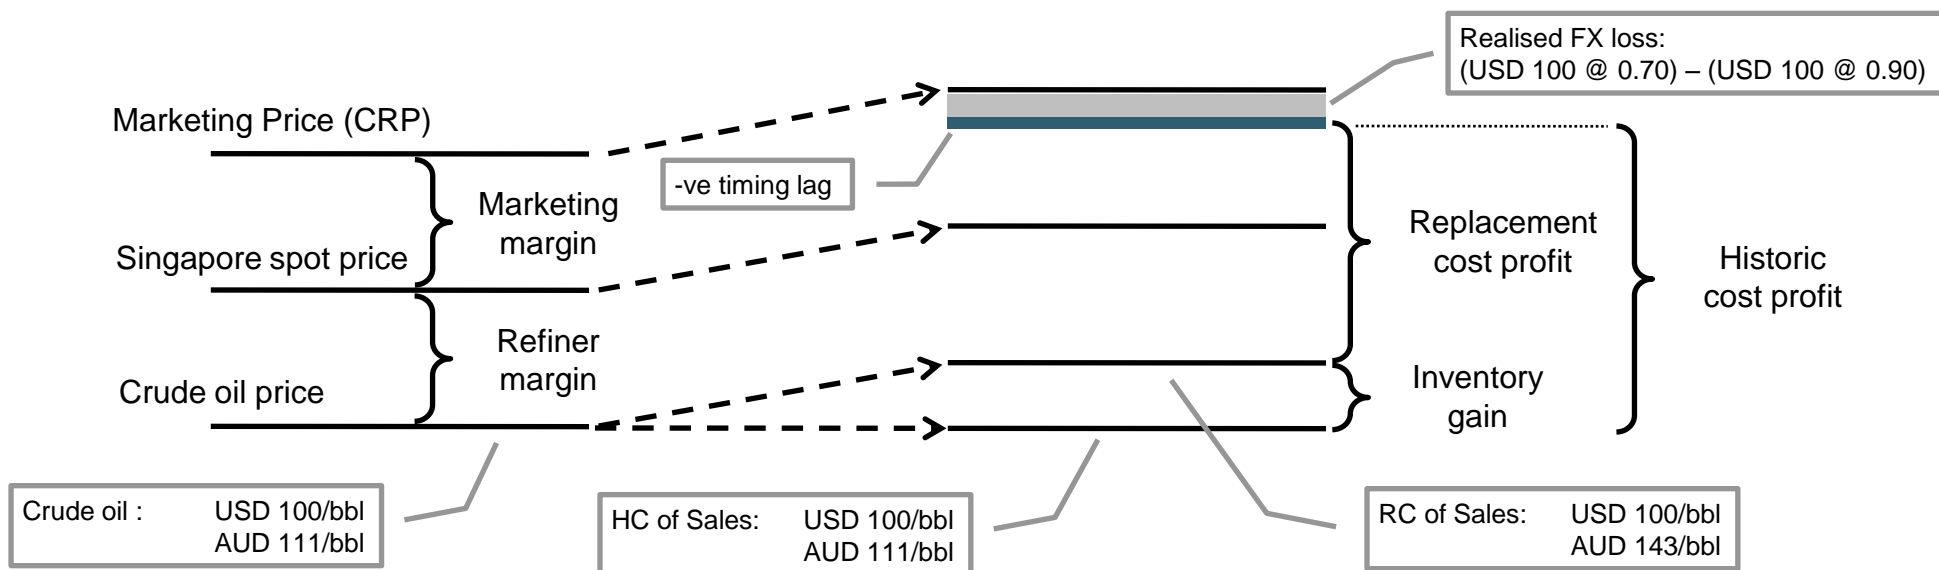 Realised FX loss:
(USD 100 @ 0.70) – (USD 100 @ 0.90)
Marketing Price (CRP)
-ve timing lag
Marketing
margin
Singapore spot price
Replacement
cost profit
Historic
cost profit
Refiner
margin
Crude oil price
Inventory
gain
Crude oil : USD 100/bbl
AUD 111/bbl
HC of Sales: USD 100/bbl
AUD 111/bbl
RC of Sales: USD 100/bbl
AUD 143/bbl